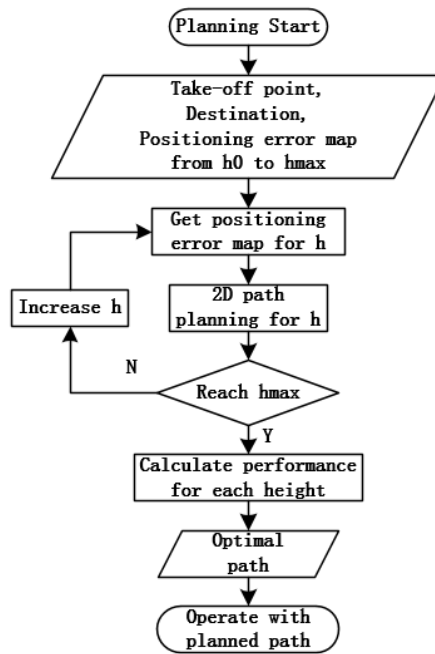 Planning Start
Take-off point,
Destination,
Positioning error map
from h0 to hmax
Get positioning
error map for h
2D path
planning for h
Increase h
N
Reach hmax
Y
Calculate performance
for each height
Optimal
path
Operate with
planned path